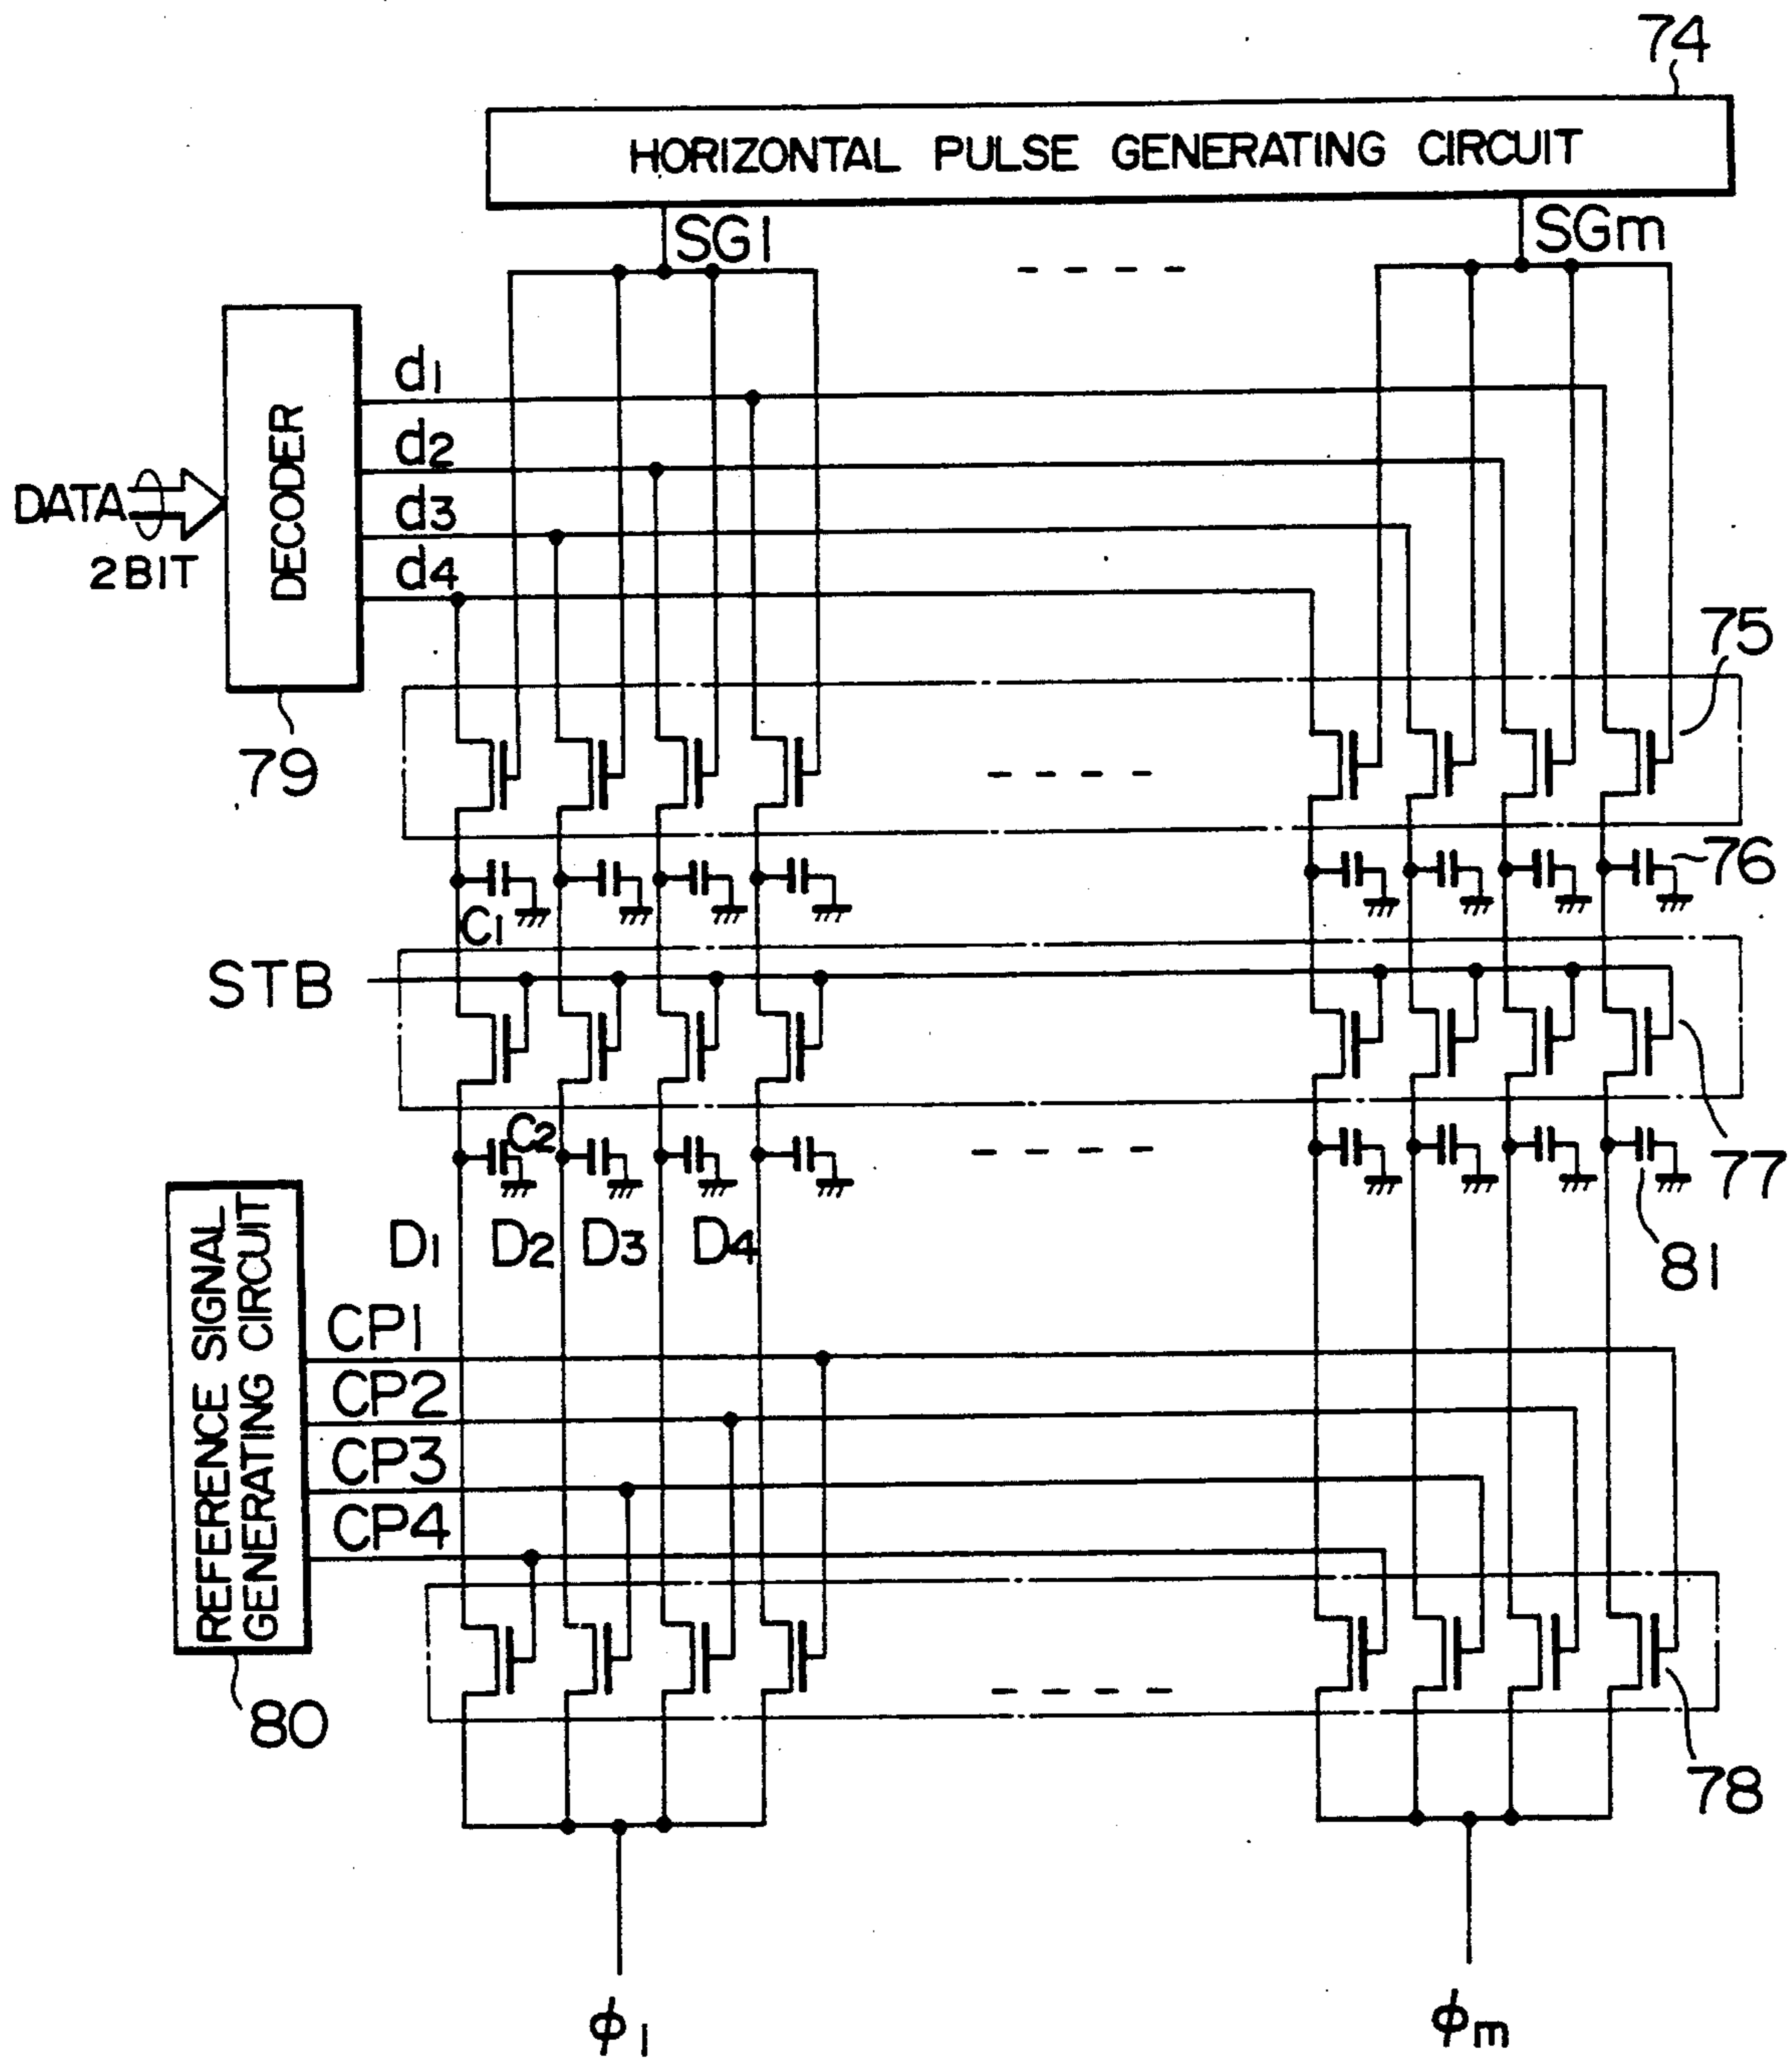 74
HORIZONTAL PULSE GENERATING CIRCUIT
SG1
SGm
d1
d2
DATA
d3
2BIT
d4
DECODER
75
79
76
C1
STB
C2
77
D1
D2
D3
D4
81
REFERENCE SIGNAL
GENERATING CIRCUIT
CP1
CP2
CP3
CP4
80
78
ϕ1
ϕm